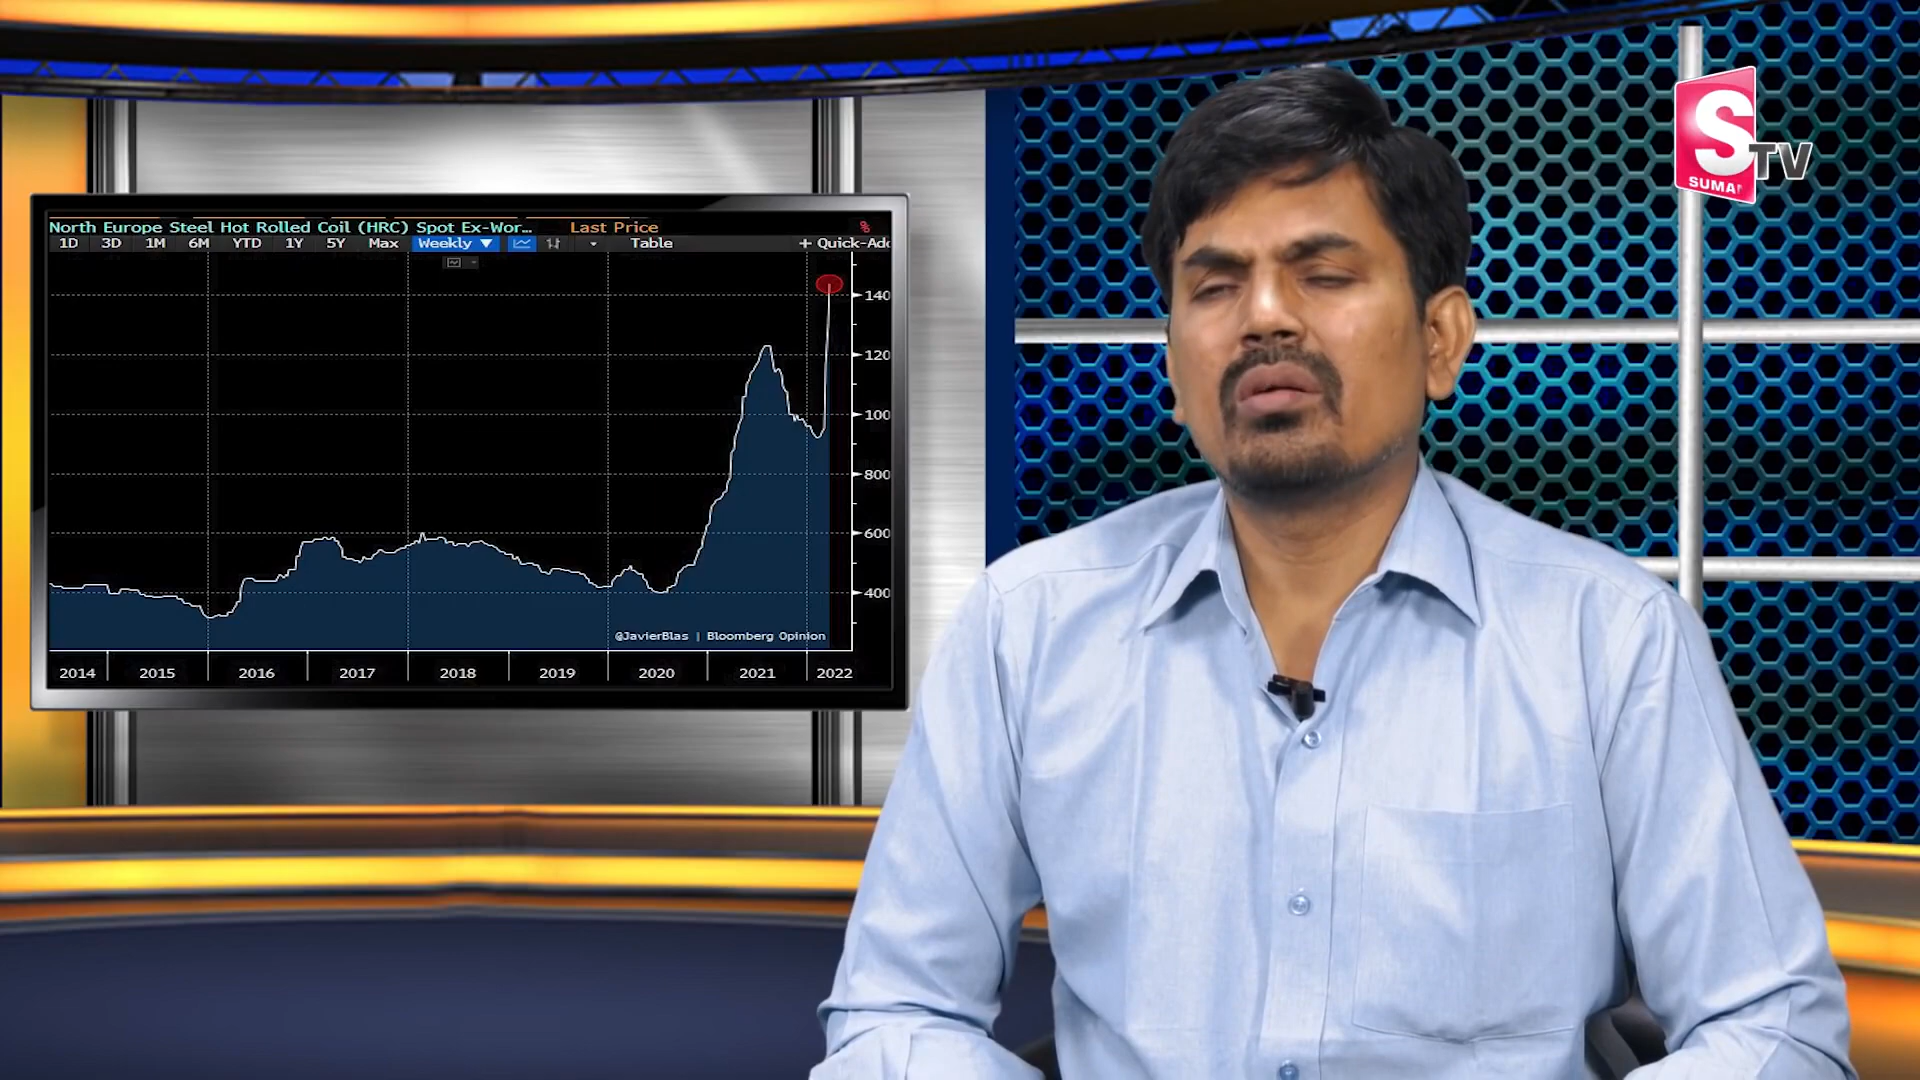 North Europe Steel Hot Rolled Coil (HRC) Spot Ex-Wor... Last Price %
1D 3D 1M 6M YTD 1Y 5Y Max Weekly ▼ Table + Quick-Add
140
120
100
800
600
400
@JavierBlas | Bloomberg Opinion
2014 2015 2016 2017 2018 2019 2020 2021 2022
S TV
SUMAN